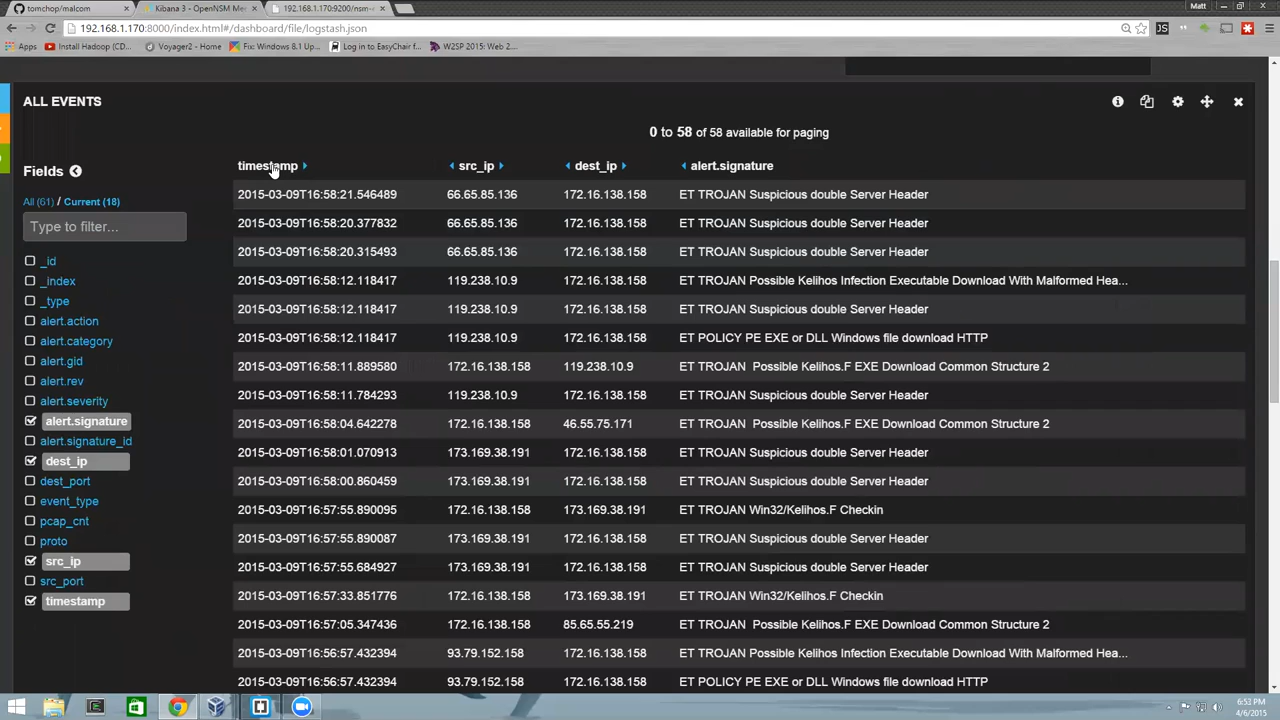 tomchop/malcom
Kibana 3 - OpenNSM Metric
192.168.1.170:9200/nsm-
Matt
192.168.1.170:8000/index.html#/dashboard/file/logstash.json
Apps
Install Hadoop (CD...
Voyager2 - Home
Fix Windows 8.1 Up...
Log in to EasyChair f...
W2SP 2015: Web 2...
ALL EVENTS
0 to 58 of 58 available for paging
Fields
All (61) / Current (18)
Type to filter...
_id
_index
_type
alert.action
alert.category
alert.gid
alert.rev
alert.severity
alert.signature
alert.signature_id
dest_ip
dest_port
event_type
pcap_cnt
proto
src_ip
src_port
timestamp
timestamp src_ip dest_ip alert.signature
2015-03-09T16:58:21.546489 66.65.85.136 172.16.138.158 ET TROJAN Suspicious double Server Header
2015-03-09T16:58:20.377832 66.65.85.136 172.16.138.158 ET TROJAN Suspicious double Server Header
2015-03-09T16:58:20.315493 66.65.85.136 172.16.138.158 ET TROJAN Suspicious double Server Header
2015-03-09T16:58:12.118417 119.238.10.9 172.16.138.158 ET TROJAN Possible Kelihos Infection Executable Download With Malformed Hea...
2015-03-09T16:58:12.118417 119.238.10.9 172.16.138.158 ET TROJAN Suspicious double Server Header
2015-03-09T16:58:12.118417 119.238.10.9 172.16.138.158 ET POLICY PE EXE or DLL Windows file download HTTP
2015-03-09T16:58:11.889580 172.16.138.158 119.238.10.9 ET TROJAN Possible Kelihos.F EXE Download Common Structure 2
2015-03-09T16:58:11.784293 119.238.10.9 172.16.138.158 ET TROJAN Suspicious double Server Header
2015-03-09T16:58:04.642278 172.16.138.158 46.55.75.171 ET TROJAN Possible Kelihos.F EXE Download Common Structure 2
2015-03-09T16:58:01.070913 173.169.38.191 172.16.138.158 ET TROJAN Suspicious double Server Header
2015-03-09T16:58:00.860459 173.169.38.191 172.16.138.158 ET TROJAN Suspicious double Server Header
2015-03-09T16:57:55.890095 172.16.138.158 173.169.38.191 ET TROJAN Win32/Kelihos.F Checkin
2015-03-09T16:57:55.890087 173.169.38.191 172.16.138.158 ET TROJAN Suspicious double Server Header
2015-03-09T16:57:55.684927 173.169.38.191 172.16.138.158 ET TROJAN Suspicious double Server Header
2015-03-09T16:57:33.851776 172.16.138.158 173.169.38.191 ET TROJAN Win32/Kelihos.F Checkin
2015-03-09T16:57:05.347436 172.16.138.158 85.65.55.219 ET TROJAN Possible Kelihos.F EXE Download Common Structure 2
2015-03-09T16:56:57.432394 93.79.152.158 172.16.138.158 ET TROJAN Possible Kelihos Infection Executable Download With Malformed Hea...
2015-03-09T16:56:57.432394 93.79.152.158 172.16.138.158 ET POLICY PE EXE or DLL Windows file download HTTP
6:53 PM
4/6/2015